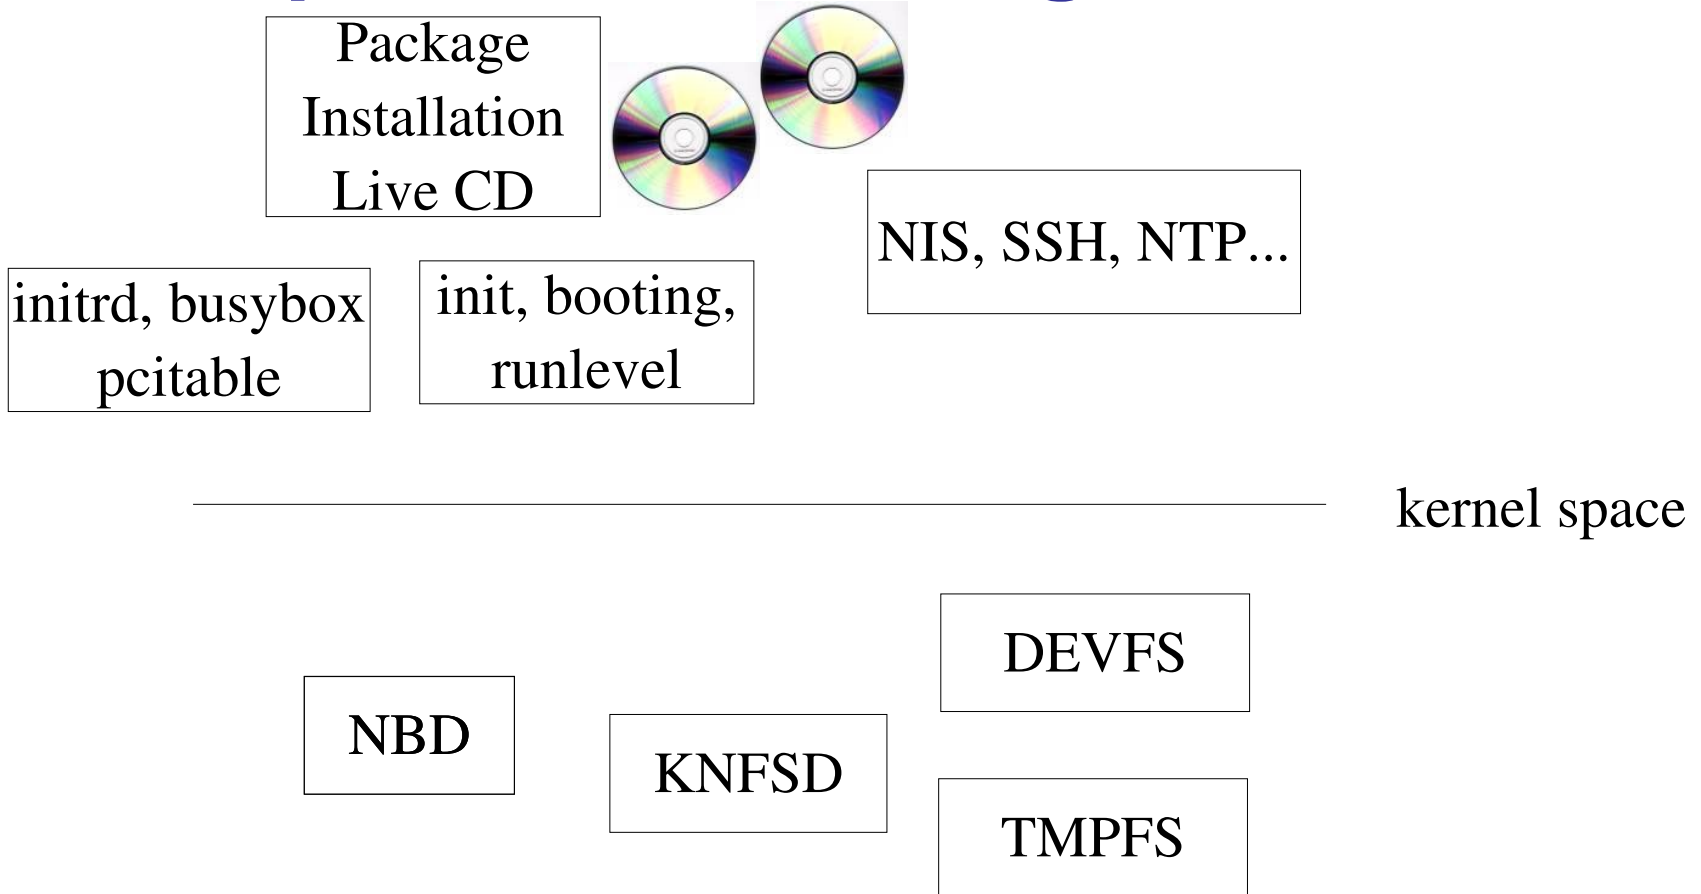 Package
Installation
Live CD
NIS, SSH, NTP...
initrd, busybox
pcitable
init, booting,
runlevel
kernel space
DEVFS
NBD
KNFSD
TMPFS